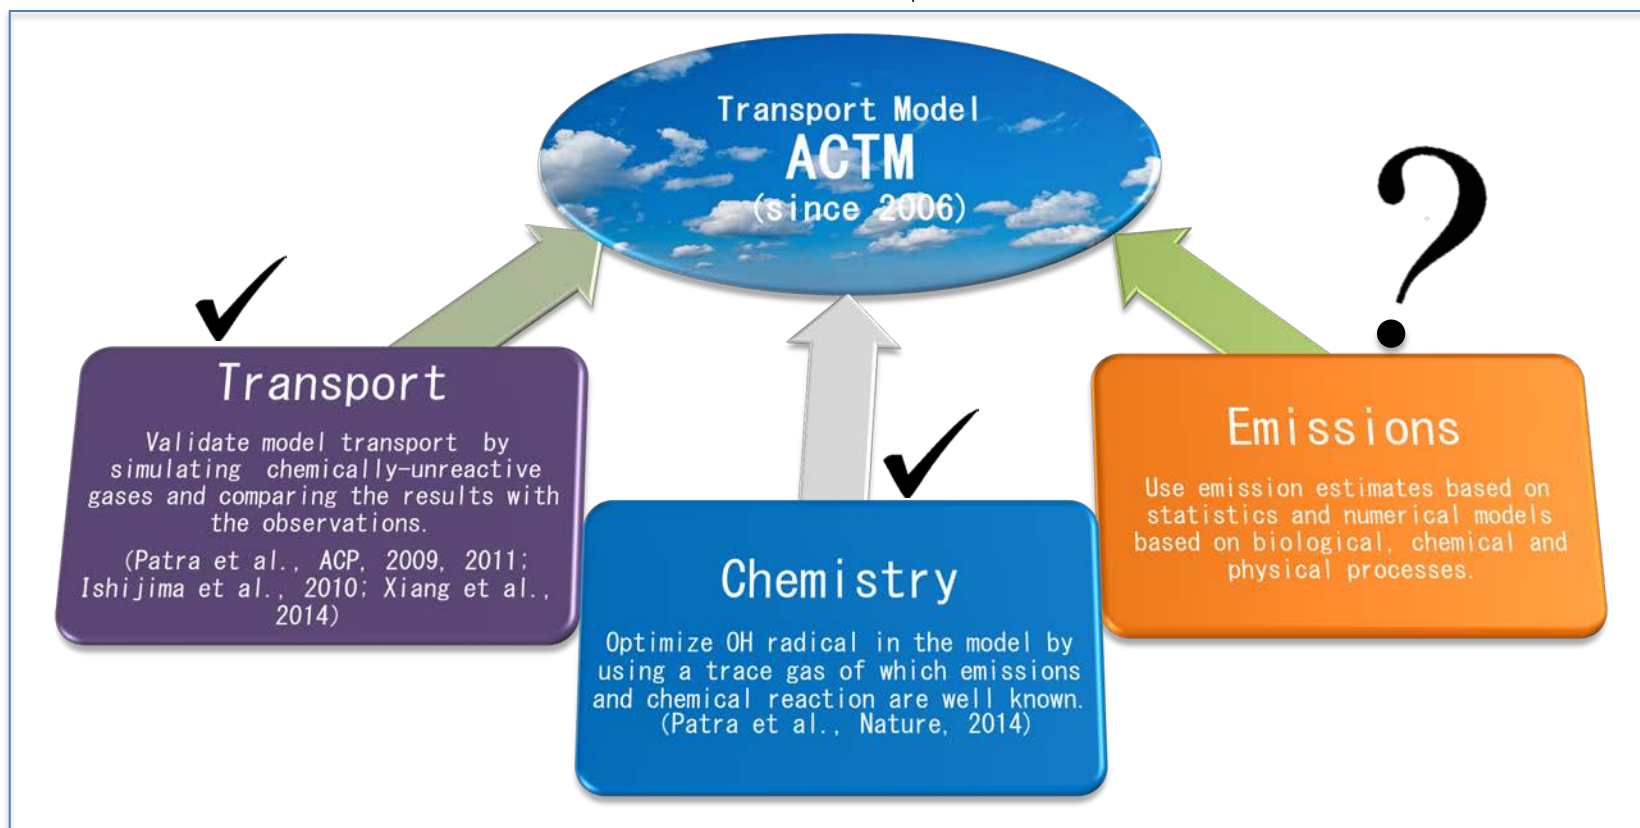 Transport Model
ACTM
(since 2006)
?
Transport
Validate model transport by
simulating chemically-unreactive
gases and comparing the results with
the observations.
(Patra et al., ACP, 2009, 2011;
Ishijima et al., 2010; Xiang et al.,
2014)
Chemistry
Optimize OH radical in the model by
using a trace gas of which emissions
and chemical reaction are well known.
(Patra et al., Nature, 2014)
Emissions
Use emission estimates based on
statistics and numerical models
based on biological, chemical and
physical processes.